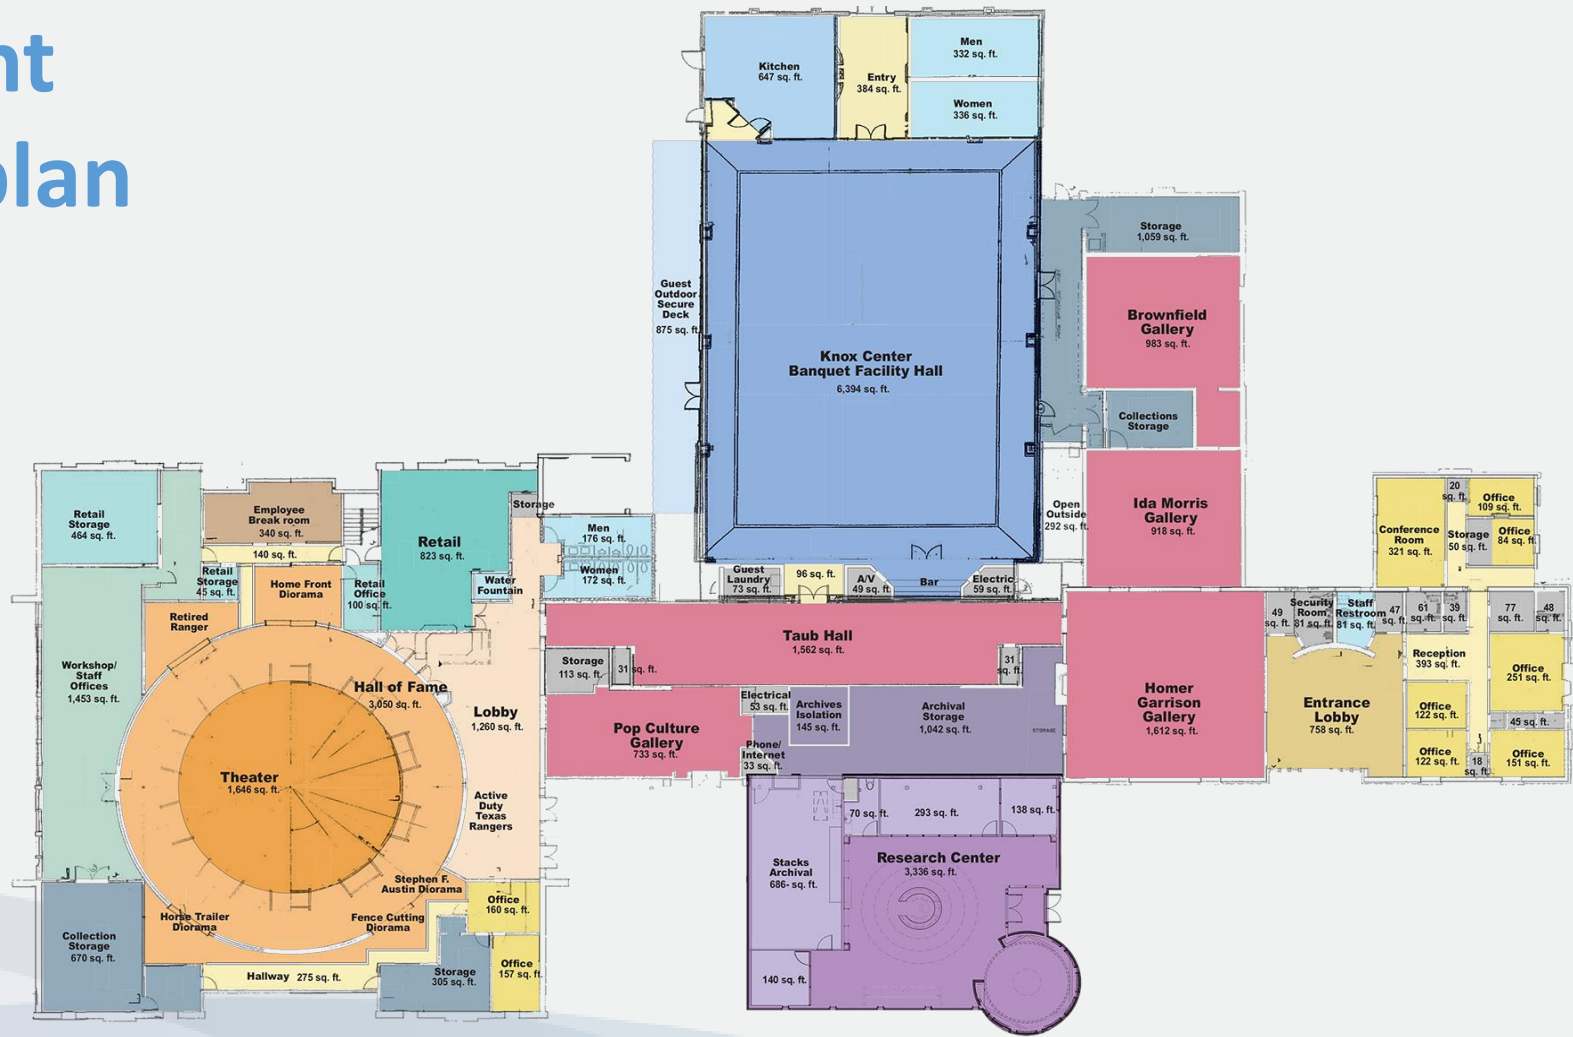 nt
plan
Kitchen
647 sq. ft.
Entry
384 sq. ft.
Men
332 sq. ft.
Women
336 sq. ft.
Guest
Outdoor
Secure
Deck
875 sq. ft.
Knox Center
Banquet Facility Hall
6,394 sq. ft.
Storage
1,059 sq. ft.
Brownfield
Gallery
983 sq. ft.
Collections
Storage
Open
Outside
292 sq. ft.
Ida Morris
Gallery
918 sq. ft.
Guest
Laundry
73 sq. ft.
96 sq. ft.
A/V
49 sq. ft.
Bar
Electric
59 sq. ft.
Retail
Storage
464 sq. ft.
Employee
Break room
340 sq. ft.
140 sq. ft.
Retail
823 sq. ft.
Storage
Men
176 sq. ft.
Women
172 sq. ft.
Water
Fountain
Retail
Storage
45 sq. ft.
Home Front
Diorama
Retail
Office
100 sq. ft.
Retired
Ranger
Workshop/
Staff
Offices
1,453 sq. ft.
Hall of Fame
3,050 sq. ft.
Lobby
1,260 sq. ft.
Theater
1,646 sq. ft.
Active
Duty
Texas
Rangers
Stephen F.
Austin Diorama
Horse Trailer
Diorama
Fence Cutting
Diorama
Office
160 sq. ft.
Office
157 sq. ft.
Collection
Storage
670 sq. ft.
Hallway 275 sq. ft.
Storage
305 sq. ft.
Taub Hall
1,562 sq. ft.
Storage
113 sq. ft.
31 sq. ft.
31
sq. ft.
Pop Culture
Gallery
733 sq. ft.
Electrical
53 sq. ft.
Archives
Isolation
145 sq. ft.
Archival
Storage
1,042 sq. ft.
STORAGE
Phone/
Internet
33 sq. ft.
70 sq. ft.
293 sq. ft.
138 sq. ft.
Stacks
Archival
686- sq. ft.
Research Center
3,336 sq. ft.
140 sq. ft.
Homer
Garrison
Gallery
1,612 sq. ft.
Entrance
Lobby
758 sq. ft.
49
sq. ft.
Security
Room
81 sq. ft.
Staff
Restroom
81 sq. ft.
47
sq. ft.
61
sq. ft.
39
sq. ft.
77
sq. ft.
48
sq. ft.
Conference
Room
321 sq. ft.
20
sq. ft.
Office
109 sq. ft.
Storage
50 sq. ft.
Office
84 sq. ft.
Reception
393 sq. ft.
Office
251 sq. ft.
Office
122 sq. ft.
45 sq. ft.
Office
122 sq. ft.
18
sq. ft.
Office
151 sq. ft.